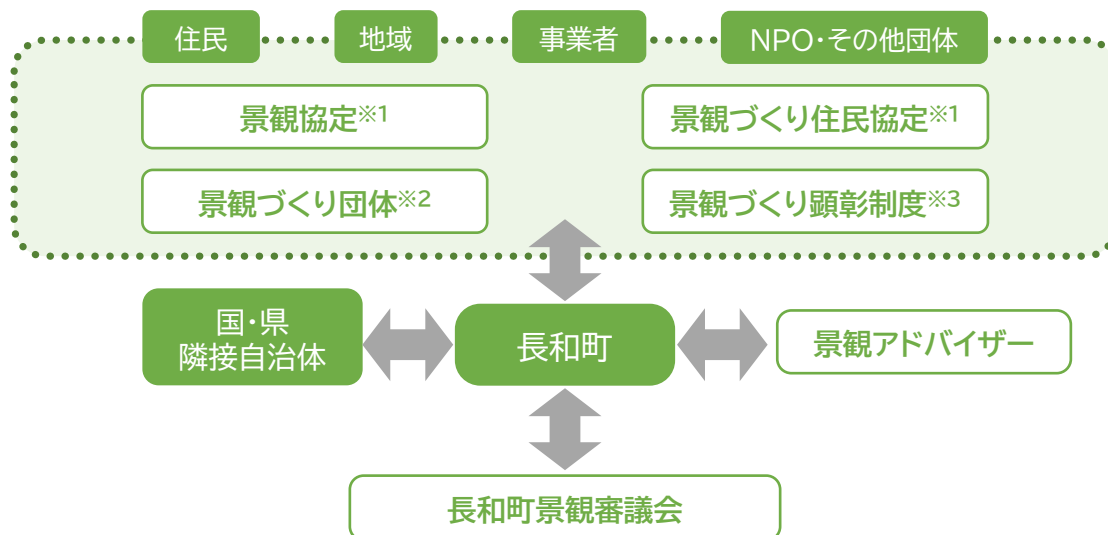 住民
地域
事業者
NPO・その他団体
景観協定※1
景観づくり住民協定※1
景観づくり団体※2
景観づくり顕彰制度※3
国・県
隣接自治体
長和町
景観アドバイザー
長和町景観審議会